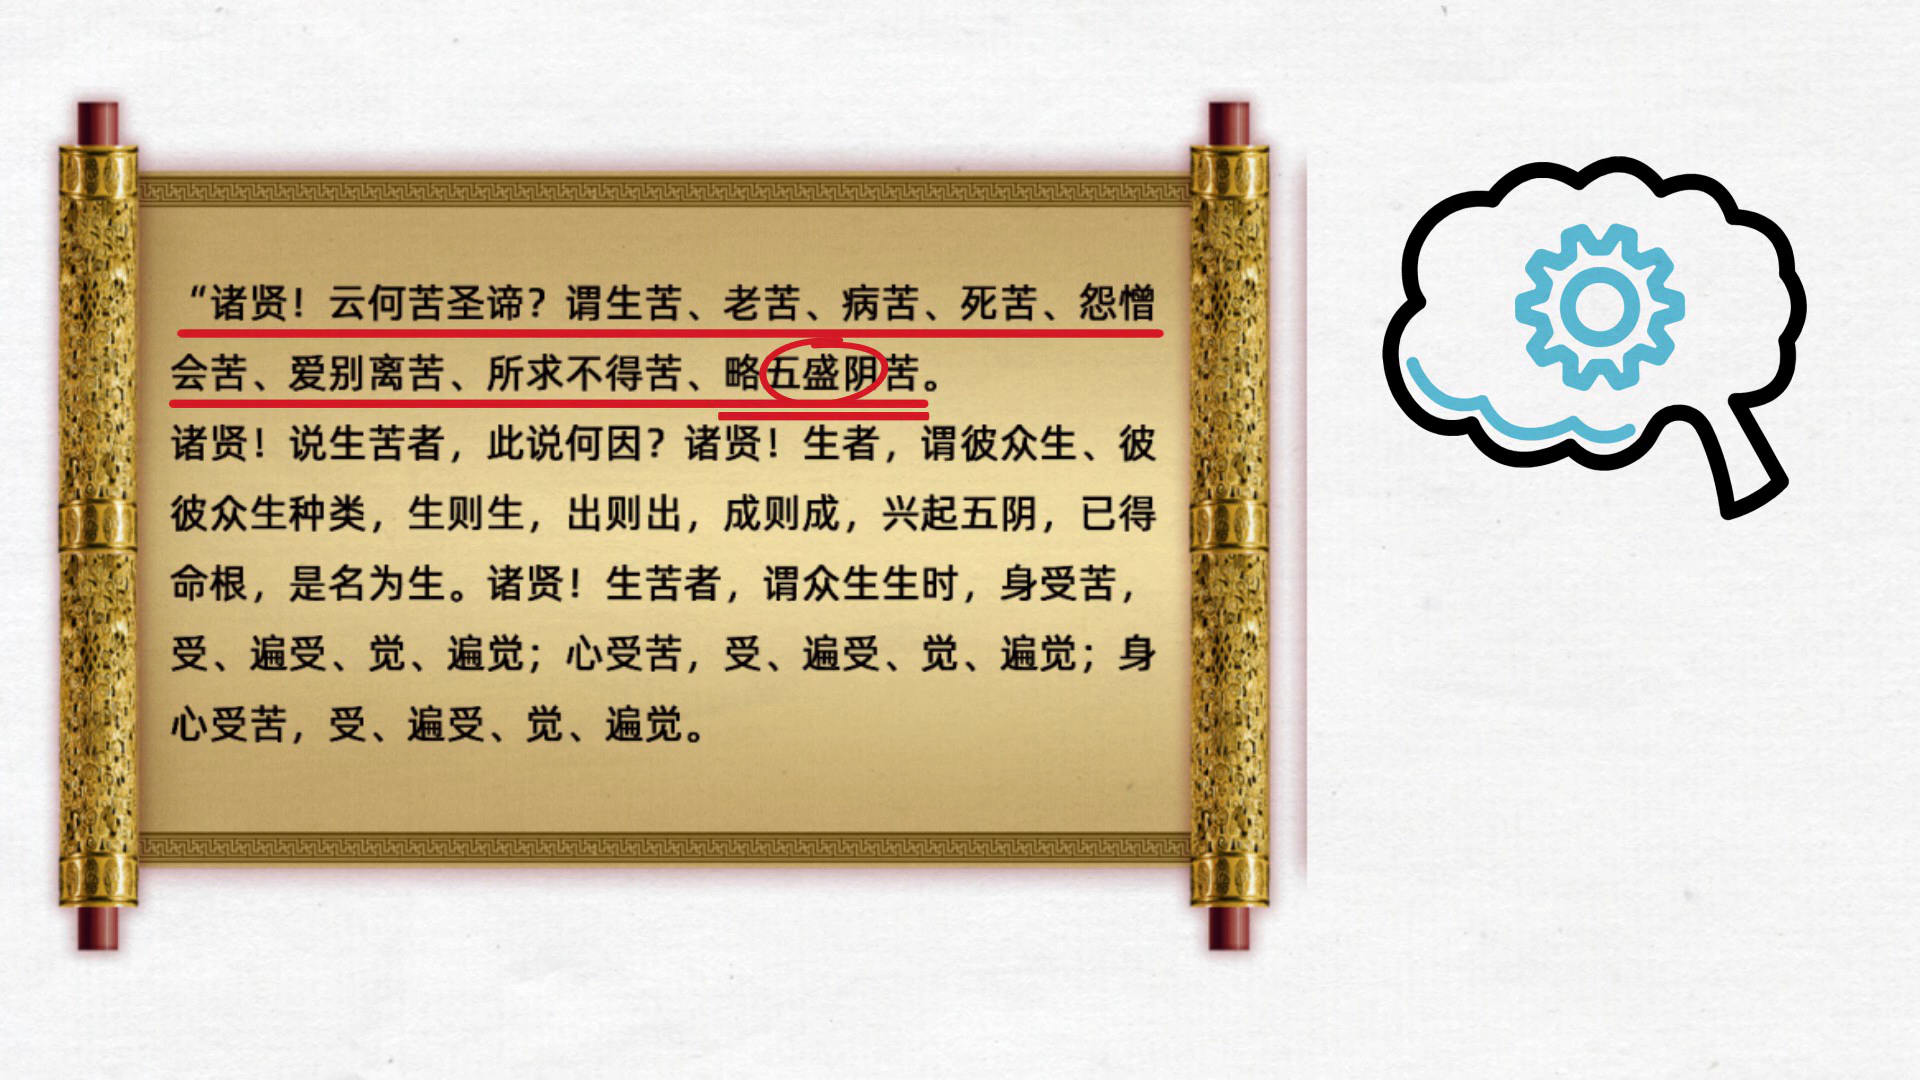 “诸贤！云何苦圣谛？谓生苦、老苦、病苦、死苦、怨憎
会苦、爱别离苦、所求不得苦、略五盛阴苦。
诸贤！说生苦者，此说何因？诸贤！生者，谓彼众生、彼
彼众生种类，生则生，出则出，成则成，兴起五阴，已得
命根，是名为生。诸贤！生苦者，谓众生生时，身受苦，
受、遍受、觉、遍觉；心受苦，受、遍受、觉、遍觉；身
心受苦，受、遍受、觉、遍觉。